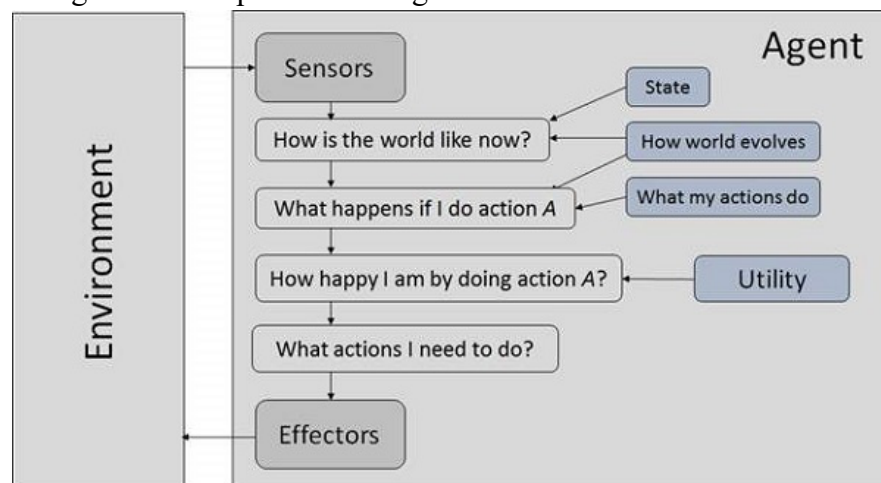 Agent
Sensors
State
How is the world like now?
How world evolves
What my actions do
What happens if I do action A
How happy I am by doing action A?
Utility
What actions I need to do?
Effectors
Environment